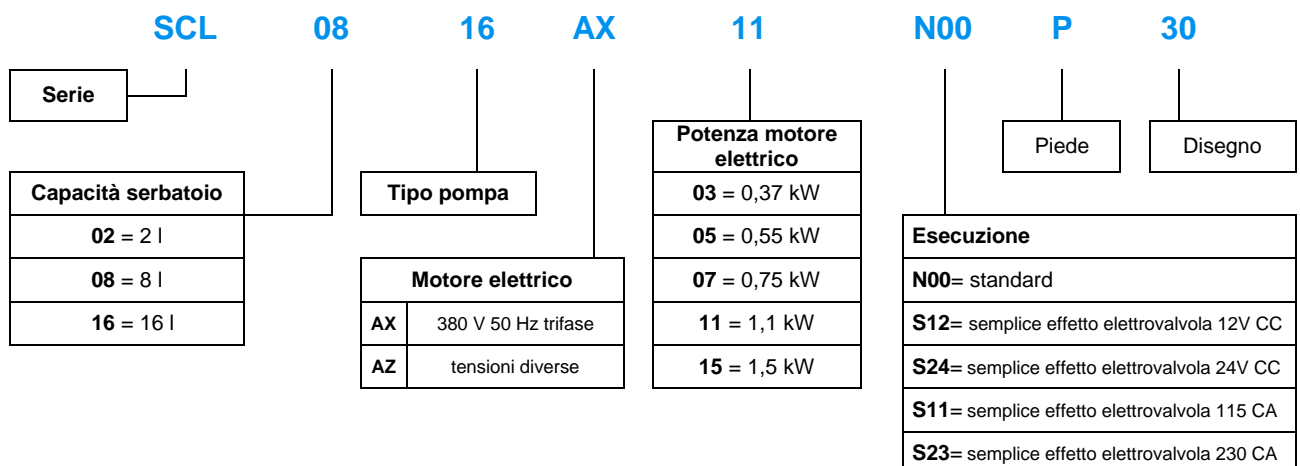 SCL 08 16 AX 11 N00 P 30
Serie
Capacità serbatoio
02 = 2 l
08 = 8 l
16 = 16 l
Tipo pompa
Motore elettrico
AX 380 V 50 Hz trifase
AZ tensioni diverse
Potenza motore
elettrico
03 = 0,37 kW
05 = 0,55 kW
07 = 0,75 kW
11 = 1,1 kW
15 = 1,5 kW
Piede
Disegno
Esecuzione
N00= standard
S12= semplice effetto elettrovalvola 12V CC
S24= semplice effetto elettrovalvola 24V CC
S11= semplice effetto elettrovalvola 115 CA
S23= semplice effetto elettrovalvola 230 CA